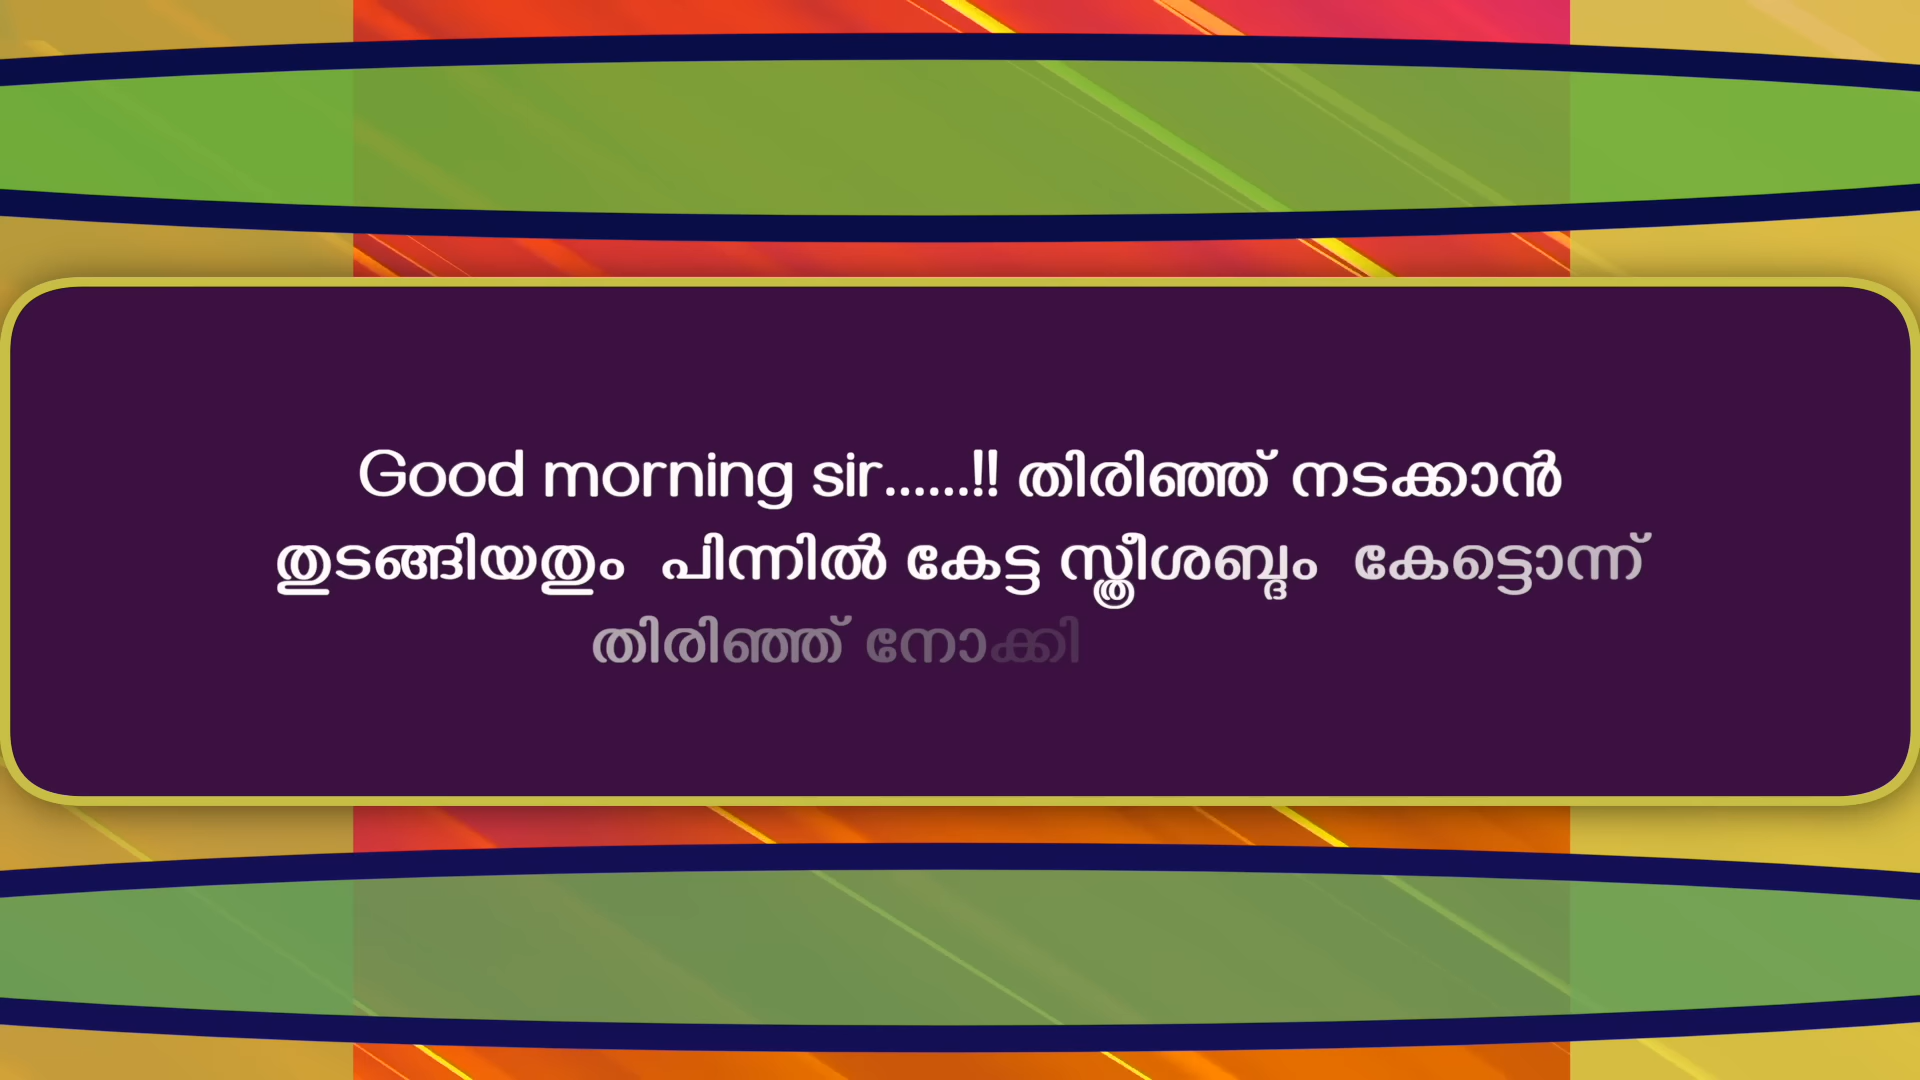 Good morning sir......!! തിരിഞ്ഞ് നടക്കാൻ
തുടങ്ങിയതും  പിന്നിൽ കേട്ട സ്ത്രീശബ്ദം  കേട്ടൊന്ന്
തിരിഞ്ഞ് നോക്കി